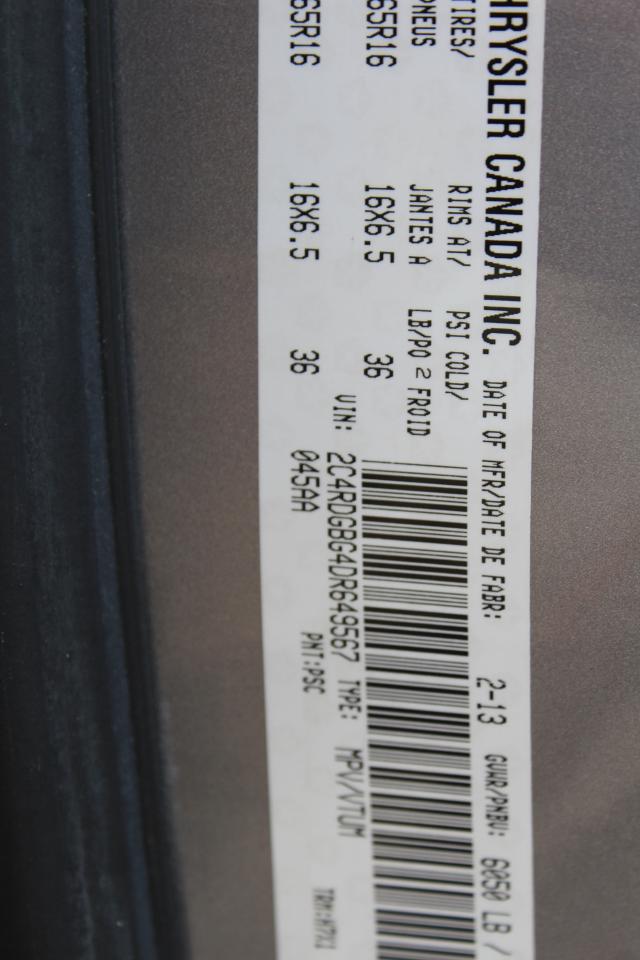 HRYSLER CANADA INC. DATE OF MFR/DATE DE FABR: 2-13 GVWR/PNBV: 6050 LB /
TIRES/ RIMS AT/ PSI COLD/
PNEUS JANTES A LB/PO 2 FROID
65R16 16X6.5 36
VIN: 2C4RDGBG4DR649567 TYPE: MPV/VTUM
65R16 16X6.5 36 045AA PNT:PSC